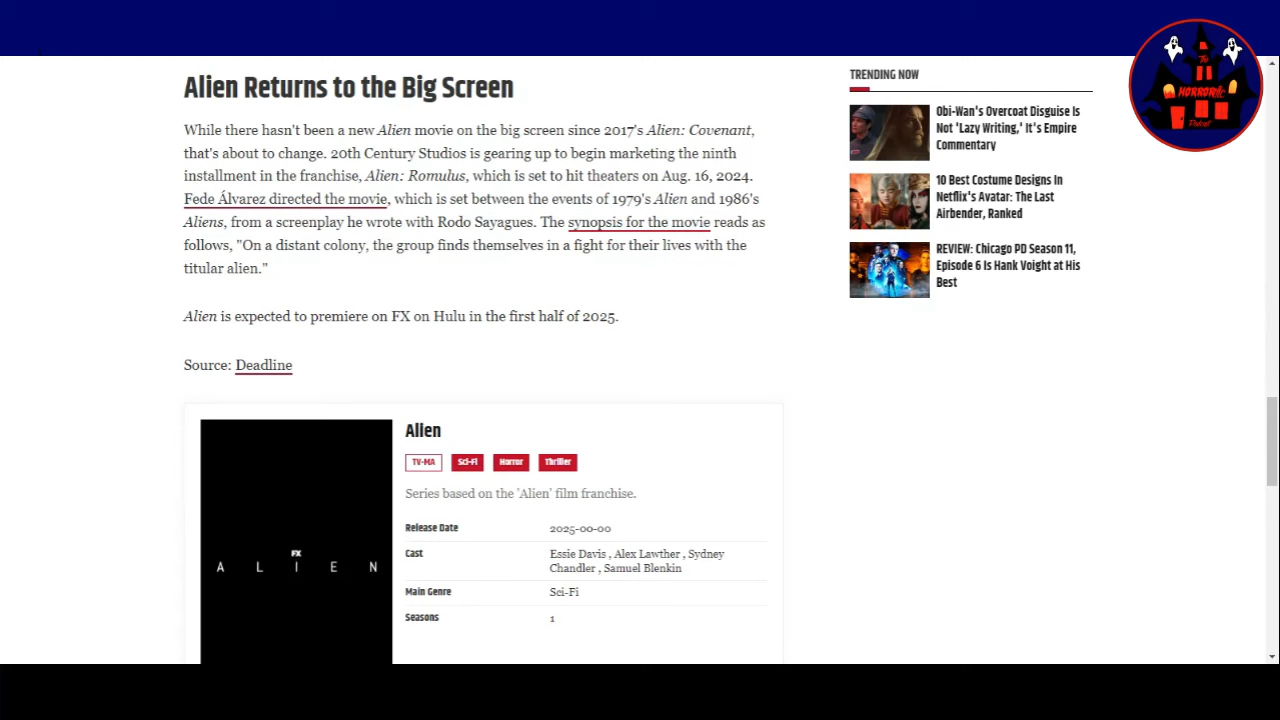 Alien Returns to the Big Screen
While there hasn't been a new Alien movie on the big screen since 2017's Alien: Covenant,
that's about to change. 20th Century Studios is gearing up to begin marketing the ninth
installment in the franchise, Alien: Romulus, which is set to hit theaters on Aug. 16, 2024.
Fede Álvarez directed the movie, which is set between the events of 1979's Alien and 1986's
Aliens, from a screenplay he wrote with Rodo Sayagues. The synopsis for the movie reads as
follows, "On a distant colony, the group finds themselves in a fight for their lives with the
titular alien."
Alien is expected to premiere on FX on Hulu in the first half of 2025.
Source: Deadline
FX
A L I E N
Alien
TV-MA Sci-Fi Horror Thriller
Series based on the 'Alien' film franchise.
Release Date 2025-00-00
Cast Essie Davis , Alex Lawther , Sydney
Chandler , Samuel Blenkin
Main Genre Sci-Fi
Seasons 1
TRENDING NOW
Obi-Wan's Overcoat Disguise Is
Not 'Lazy Writing,' It's Empire
Commentary
10 Best Costume Designs In
Netflix's Avatar: The Last
Airbender, Ranked
REVIEW: Chicago PD Season 11,
Episode 6 Is Hank Voight at His
Best
The
Podcast